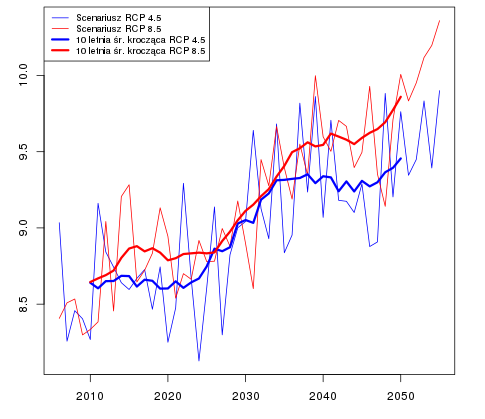 Scenariusz RCP 4.5
Scenariusz RCP 8.5
10 letnia śr. krocząca RCP 4.5
10 letnia śr. krocząca RCP 8.5
10.0
9.5
9.0
8.5
2010 2020 2030 2040 2050